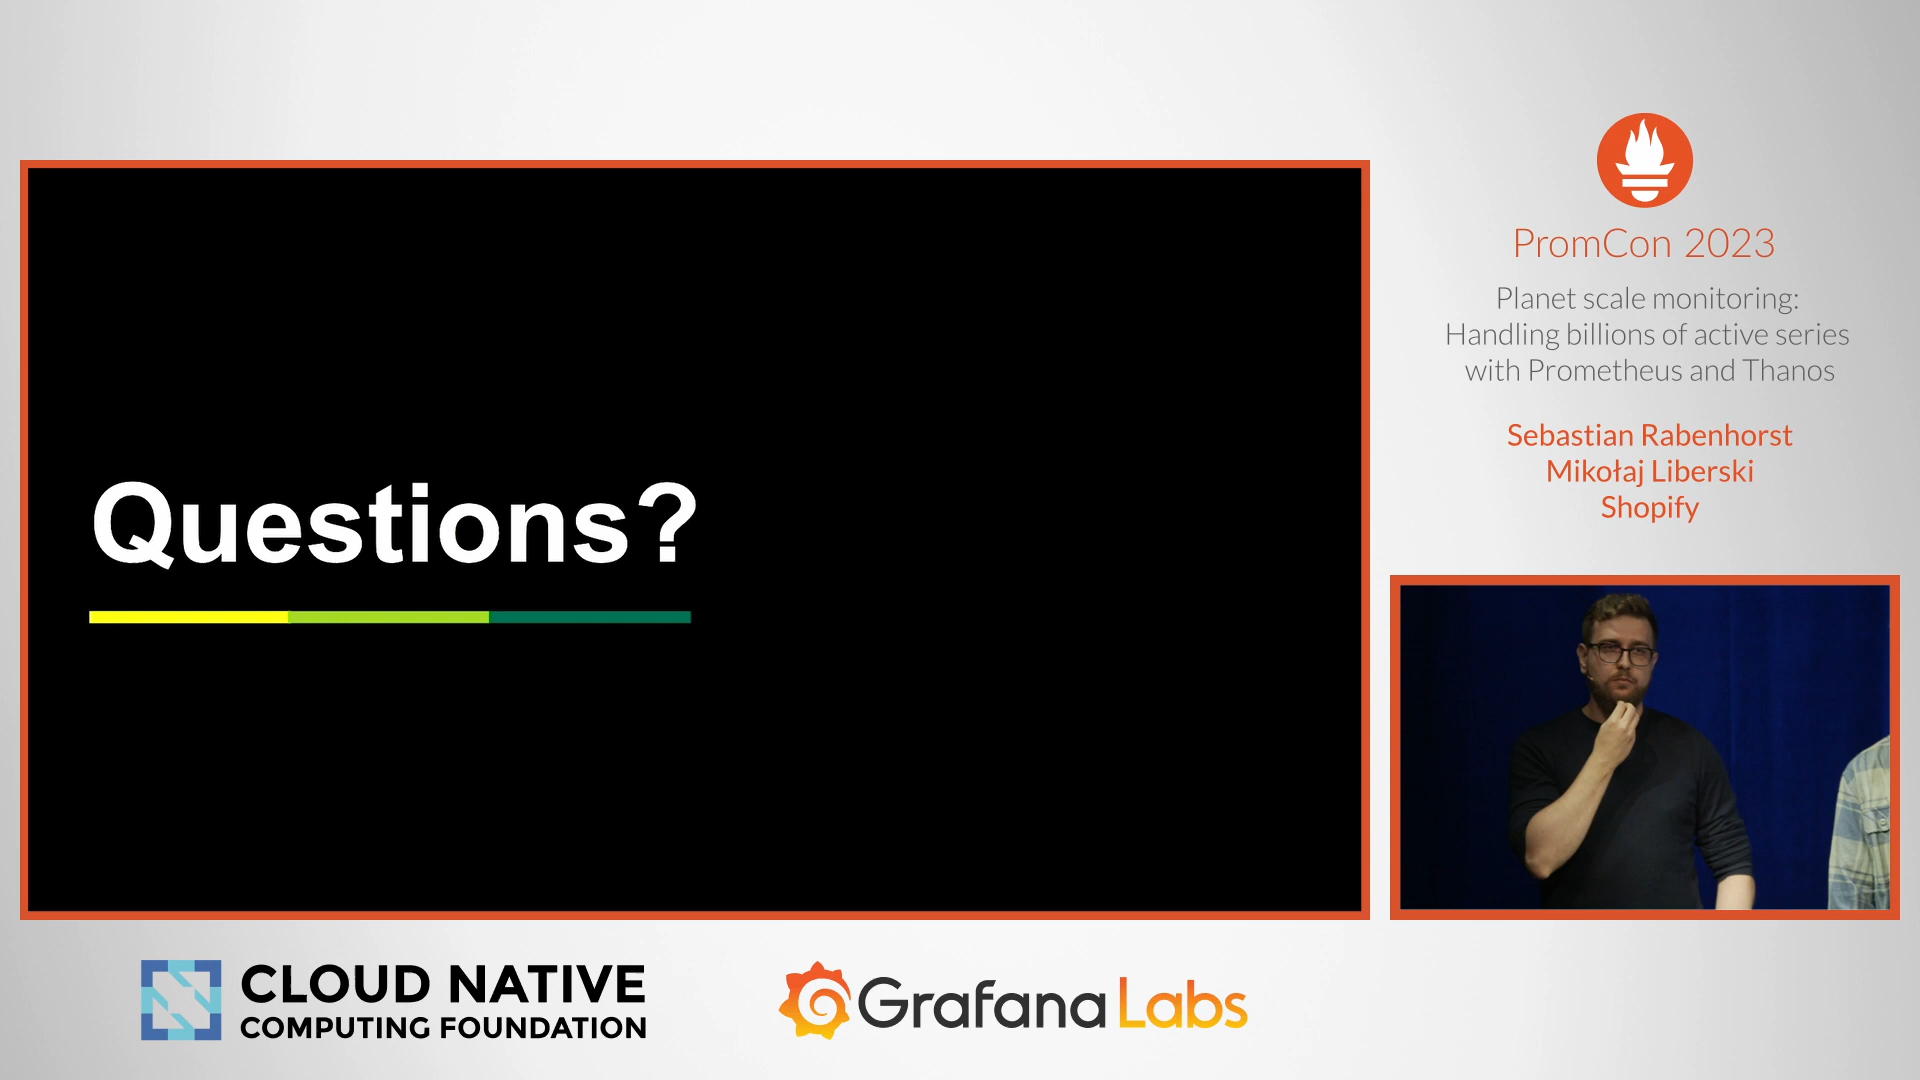 Questions?
PromCon 2023
Planet scale monitoring:
Handling billions of active series
with Prometheus and Thanos
Sebastian Rabenhorst
Mikołaj Liberski
Shopify
CLOUD NATIVE
COMPUTING FOUNDATION
Grafana Labs